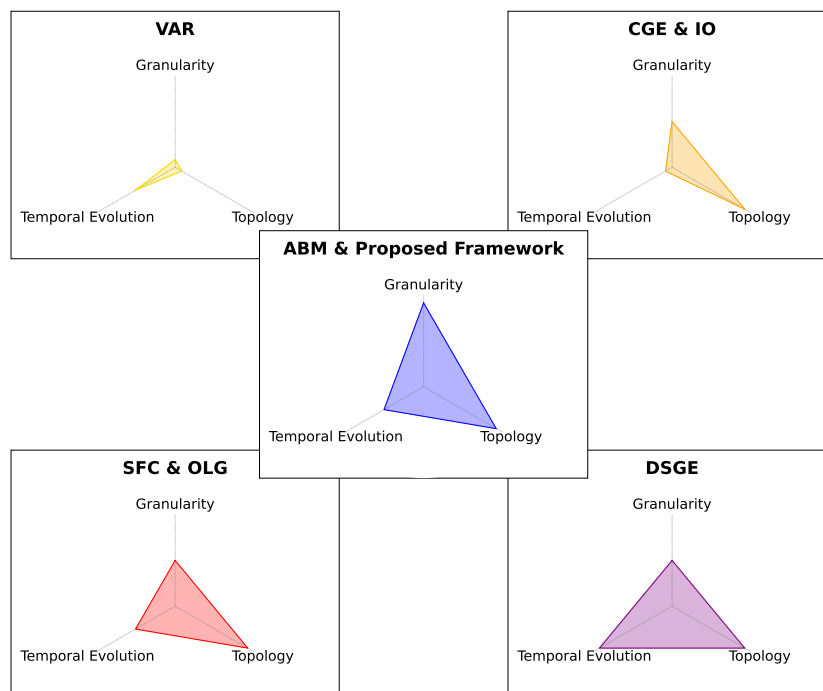 VAR
Granularity
Temporal Evolution
Topology
CGE & IO
Granularity
Temporal Evolution
Topology
ABM & Proposed Framework
Granularity
Temporal Evolution
Topology
SFC & OLG
Granularity
Temporal Evolution
Topology
DSGE
Granularity
Temporal Evolution
Topology